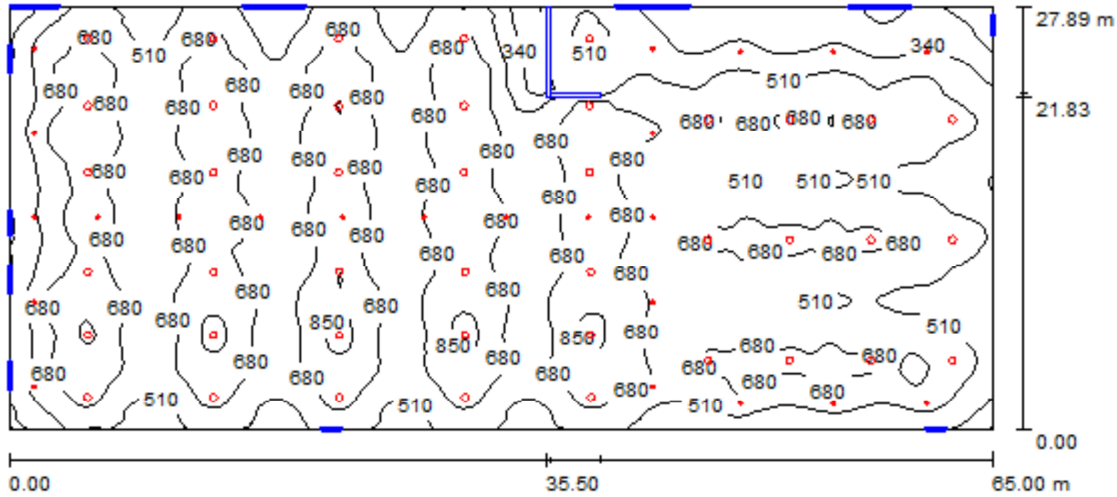 27.89 m
680 680 680 680
510 340 510 340
680 680 680 680 680 510
680 680 680 680 680 680 680
680 680 680 680
680 680 510 510 510
680 680 680 680 680
680 680 680 680 680 680 680
680 680
510
680 680 680 680 680 850 680 510
850 850 680 680
680 680 680 680 680 680 680
510 510 510 680
21.83
0.00
0.00 35.50 65.00 m